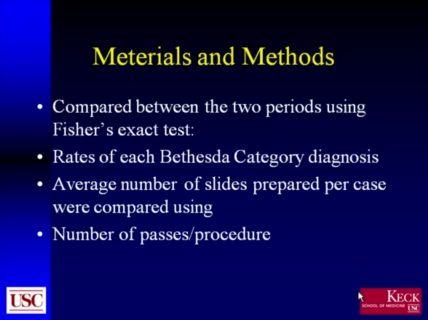 Meterials and Methods
• Compared between the two periods using
Fisher's exact test:
• Rates of each Bethesda Category diagnosis
• Average number of slides prepared per case
were compared using
• Number of passes/procedure
USC
KECK
SCHOOL OF MEDICINE USC